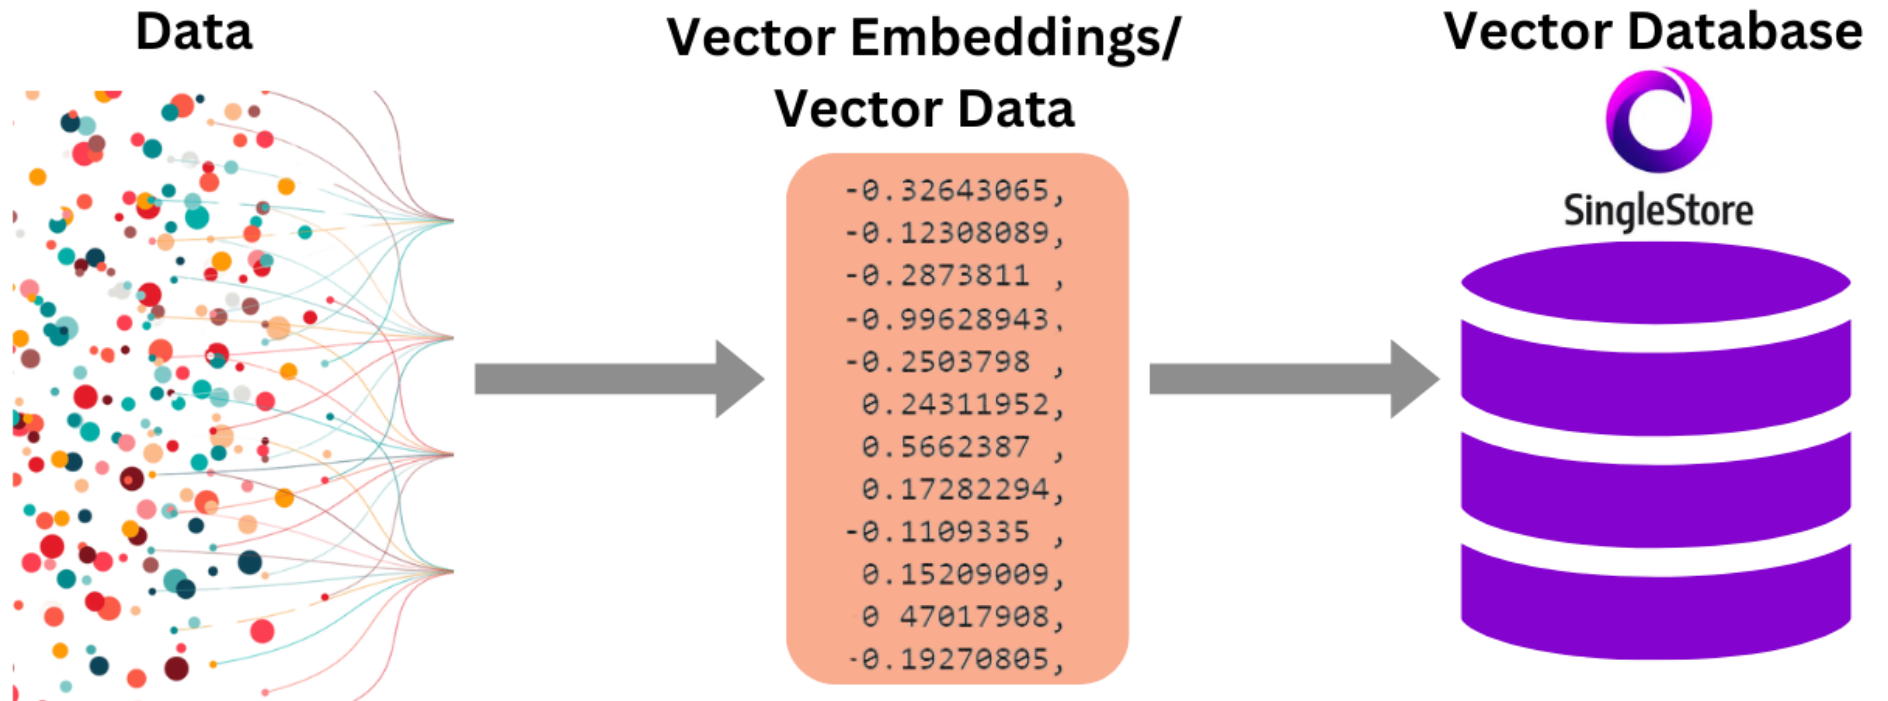 Data
Vector Embeddings/
Vector Data
-0.32643065,
-0.12308089,
-0.2873811 ,
-0.99628943,
-0.2503798 ,
0.24311952,
0.5662387 ,
0.17282294,
-0.1109335 ,
0.15209009,
0 47017908,
-0.19270805,
Vector Database
SingleStore